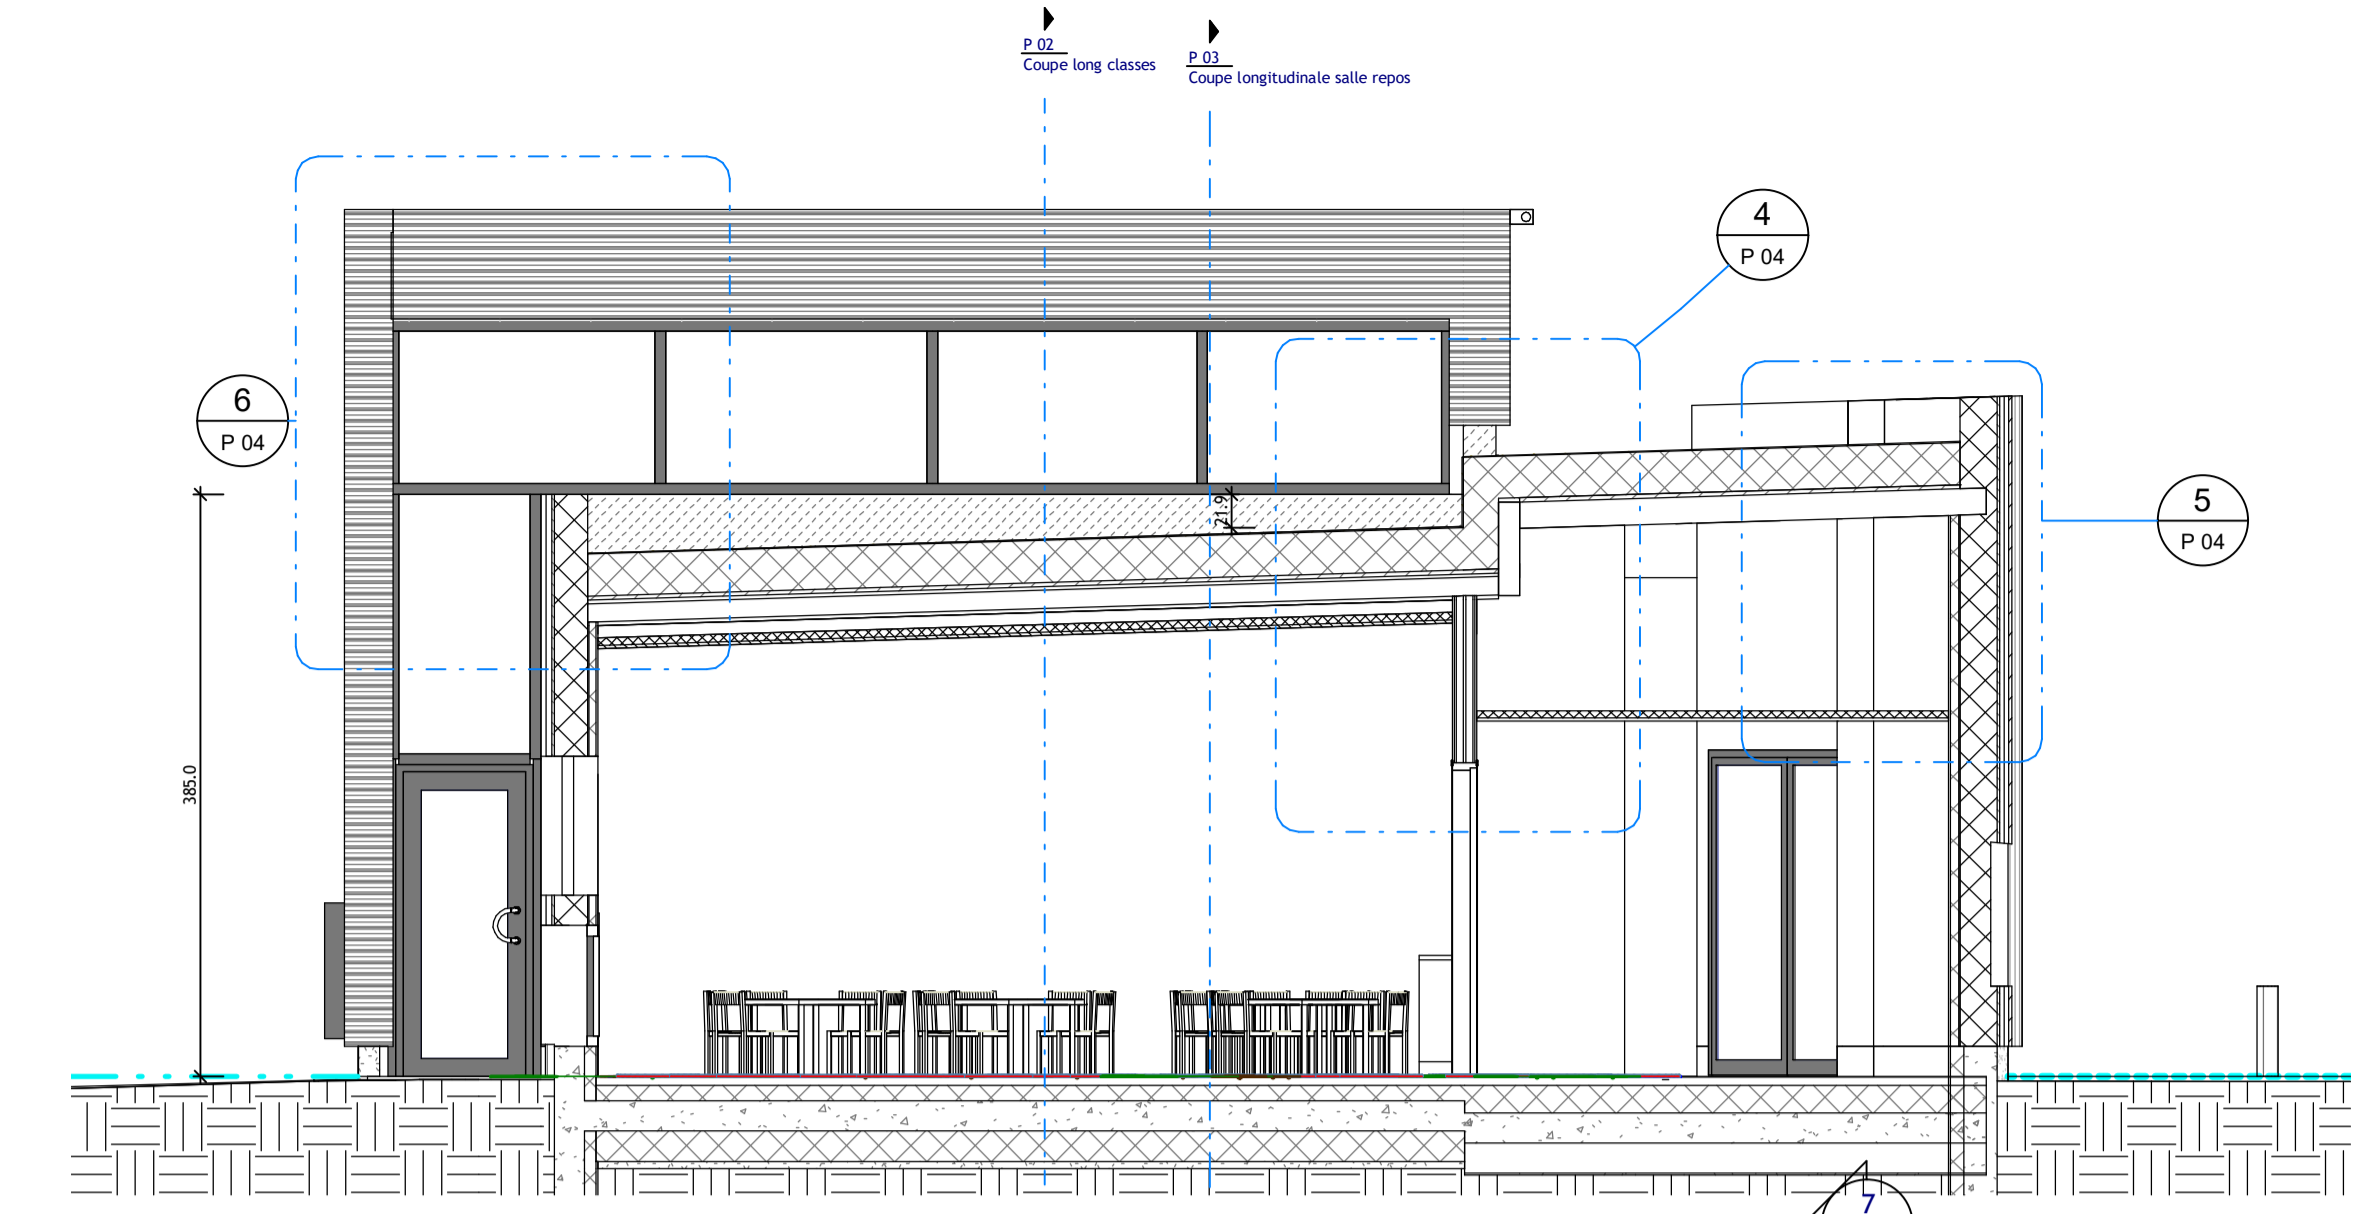 P 02
Coupe long classes
P 03
Coupe longitudinale salle repos
4
P 04
6
P 04
5
P 04
21.9
385.0
7